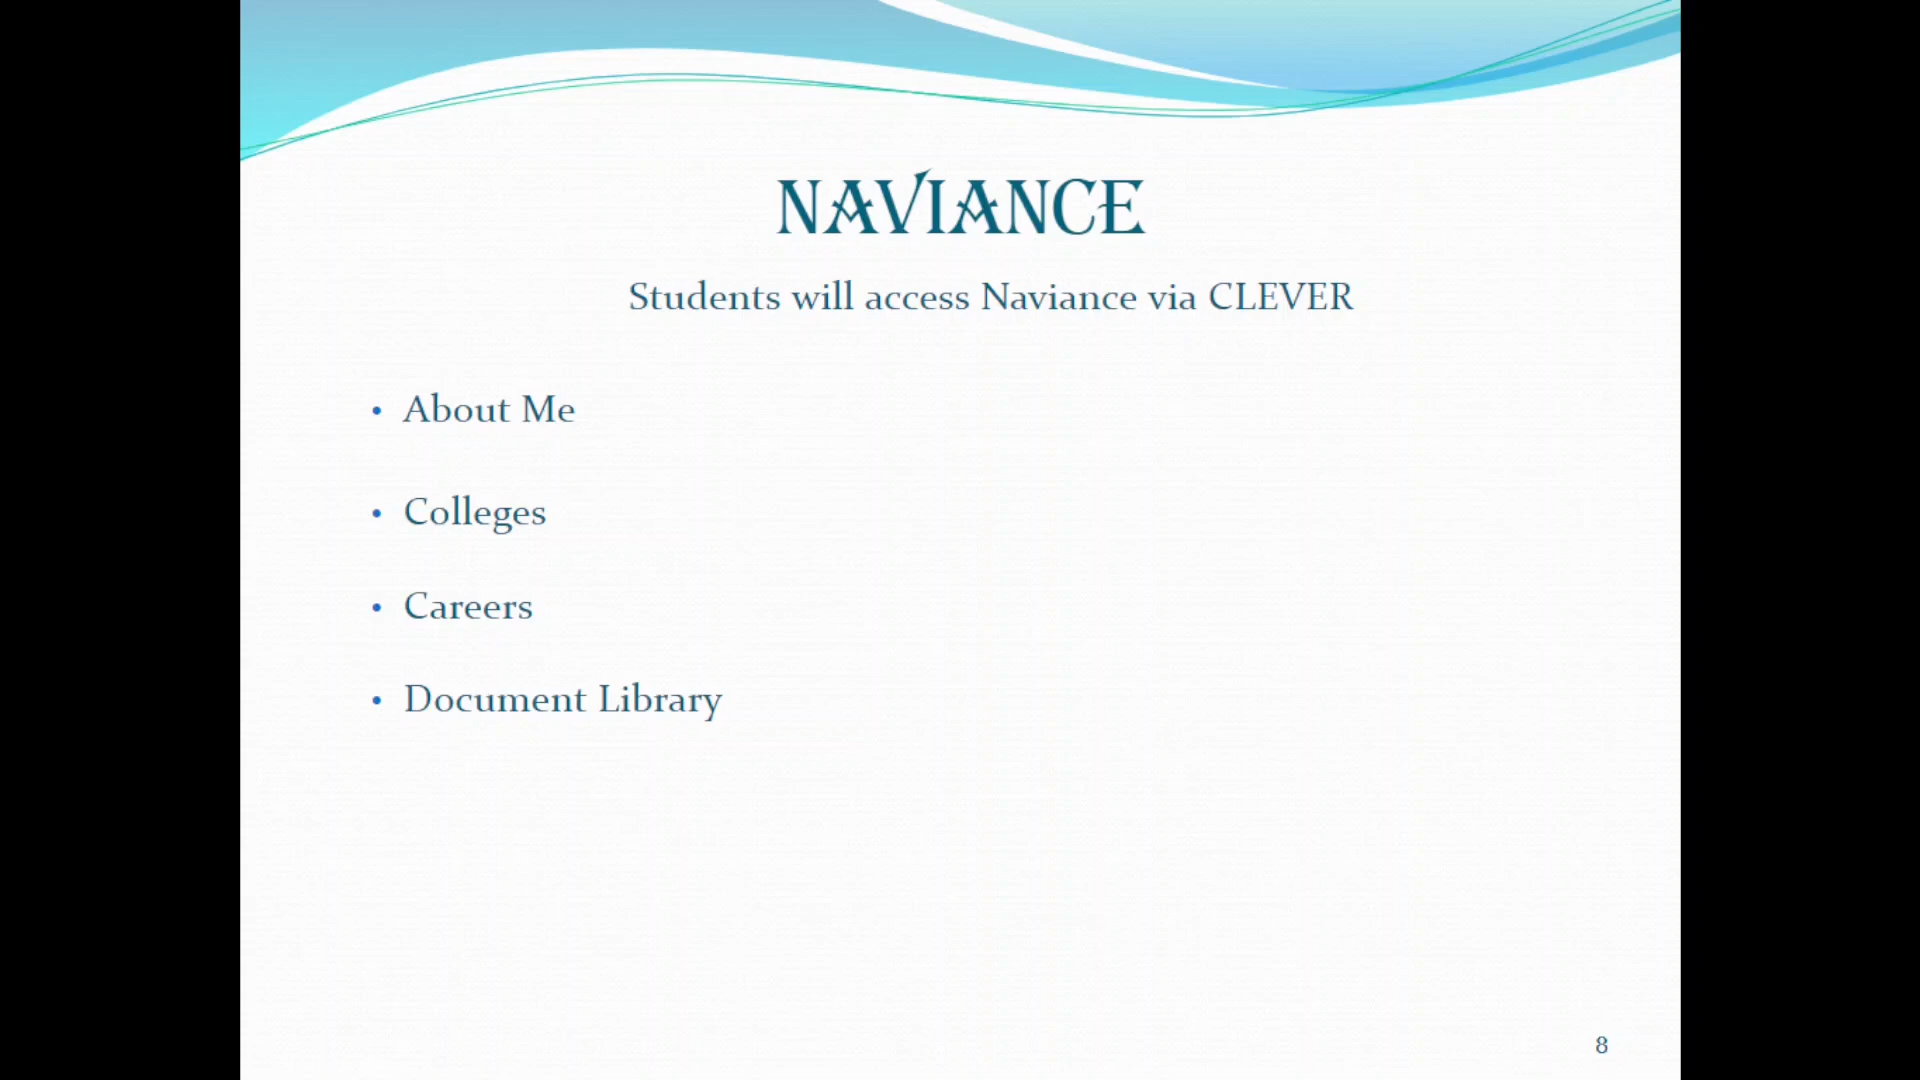 NAVIANCE
Students will access Naviance via CLEVER
• About Me
• Colleges
• Careers
• Document Library
8